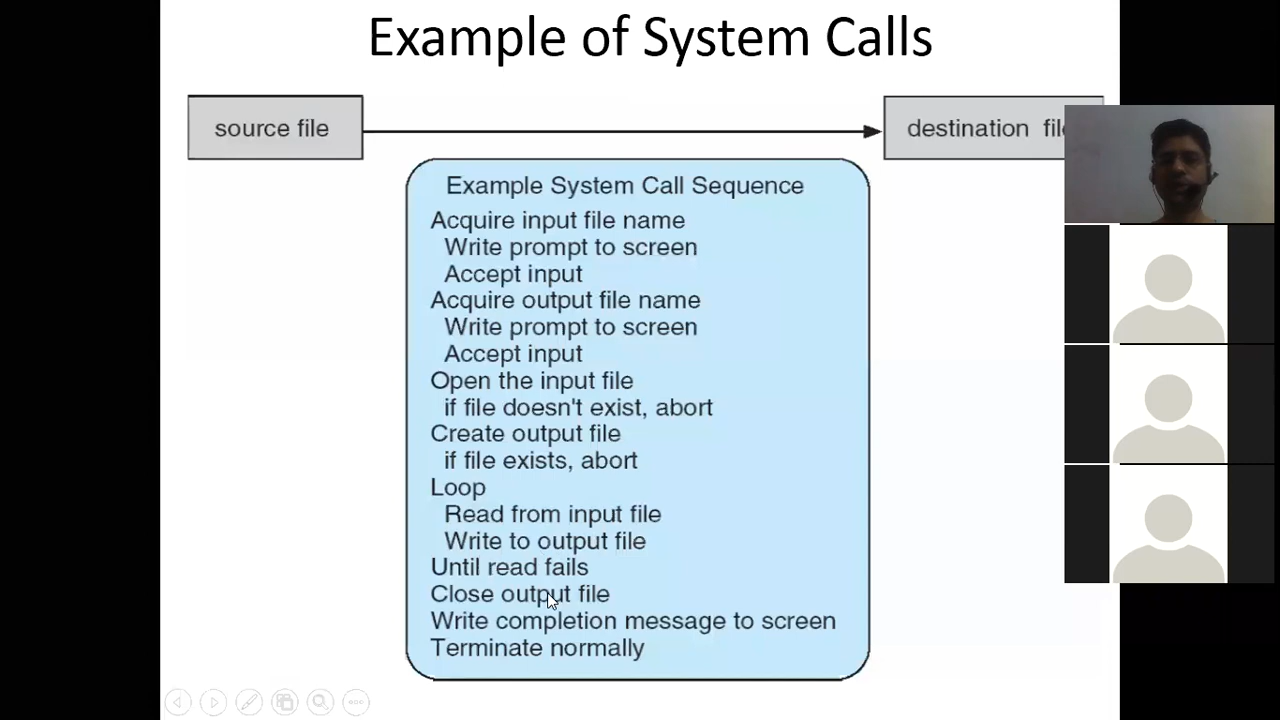 Example of System Calls
source file
destination
Example System Call Sequence
Acquire input file name
Write prompt to screen
Accept input
Acquire output file name
Write prompt to screen
Accept input
Open the input file
if file doesn't exist, abort
Create output file
if file exists, abort
Loop
Read from input file
Write to output file
Until read fails
Close output file
Write completion message to screen
Terminate normally